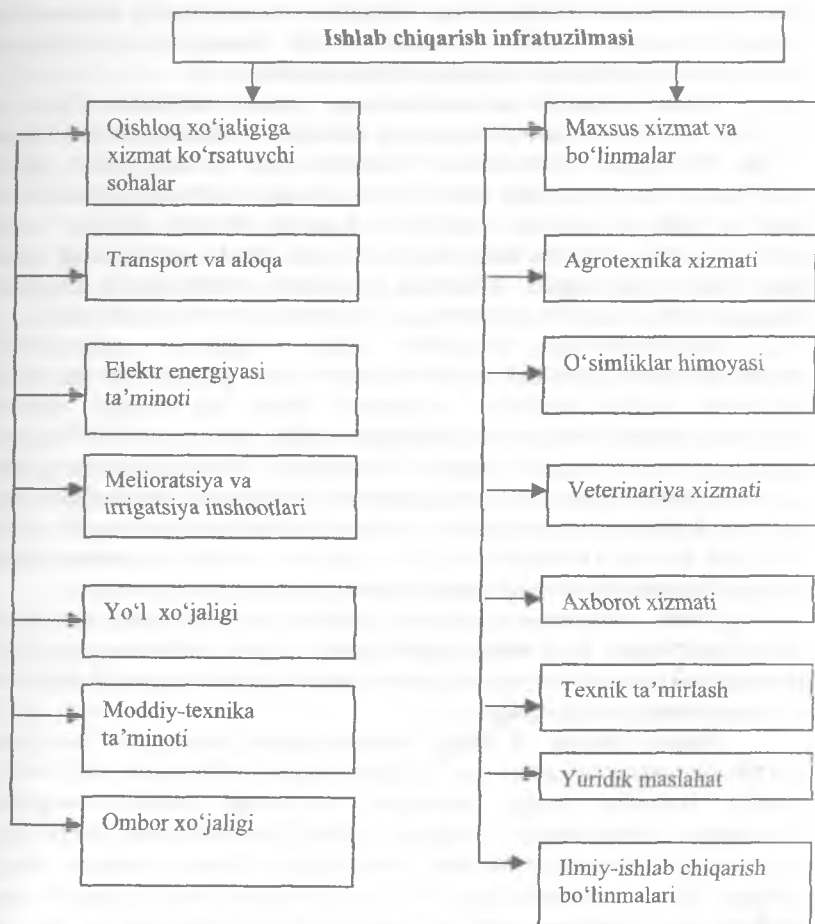 Ishlab chiqarish infratuzilmasi
Qishloq xo‘jaligiga
xizmat ko‘rsatuvchi
sohalar
Transport va aloqa
Elektr energiyasi
ta’minoti
Melioratsiya va
irrigatsiya inshootlari
Yo‘l xo‘jaligi
Moddiy-texnika
ta’minoti
Ombor xo‘jaligi
Maxsus xizmat va
bo‘linmalar
Agrotexnika xizmati
O‘simliklar himoyasi
Veterinariya xizmati
Axborot xizmati
Texnik ta’mirlash
Yuridik maslahat
Ilmiy-ishlab chiqarish
bo‘linmalari